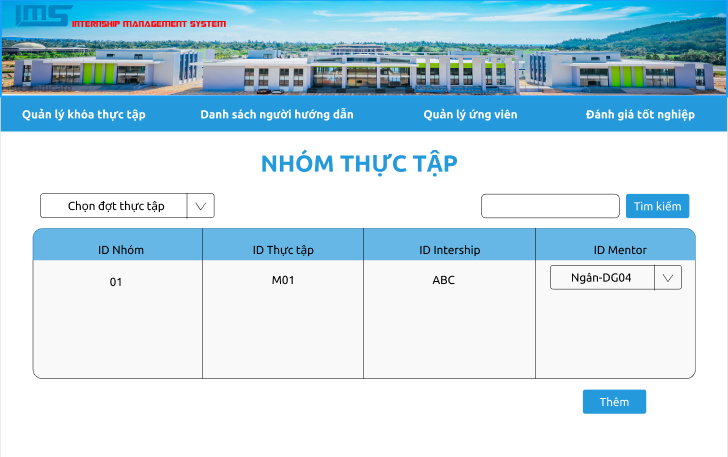 IMS INTERNSHIP MANAGEMENT SYSTEM
Quản lý khóa thực tập Danh sách người hướng dẫn Quản lý ứng viên Đánh giá tốt nghiệp
NHÓM THỰC TẬP
Chọn đợt thực tập Tìm kiếm
ID Nhóm ID Thực tập ID Intership ID Mentor
01 M01 ABC Ngân-DG04
Thêm